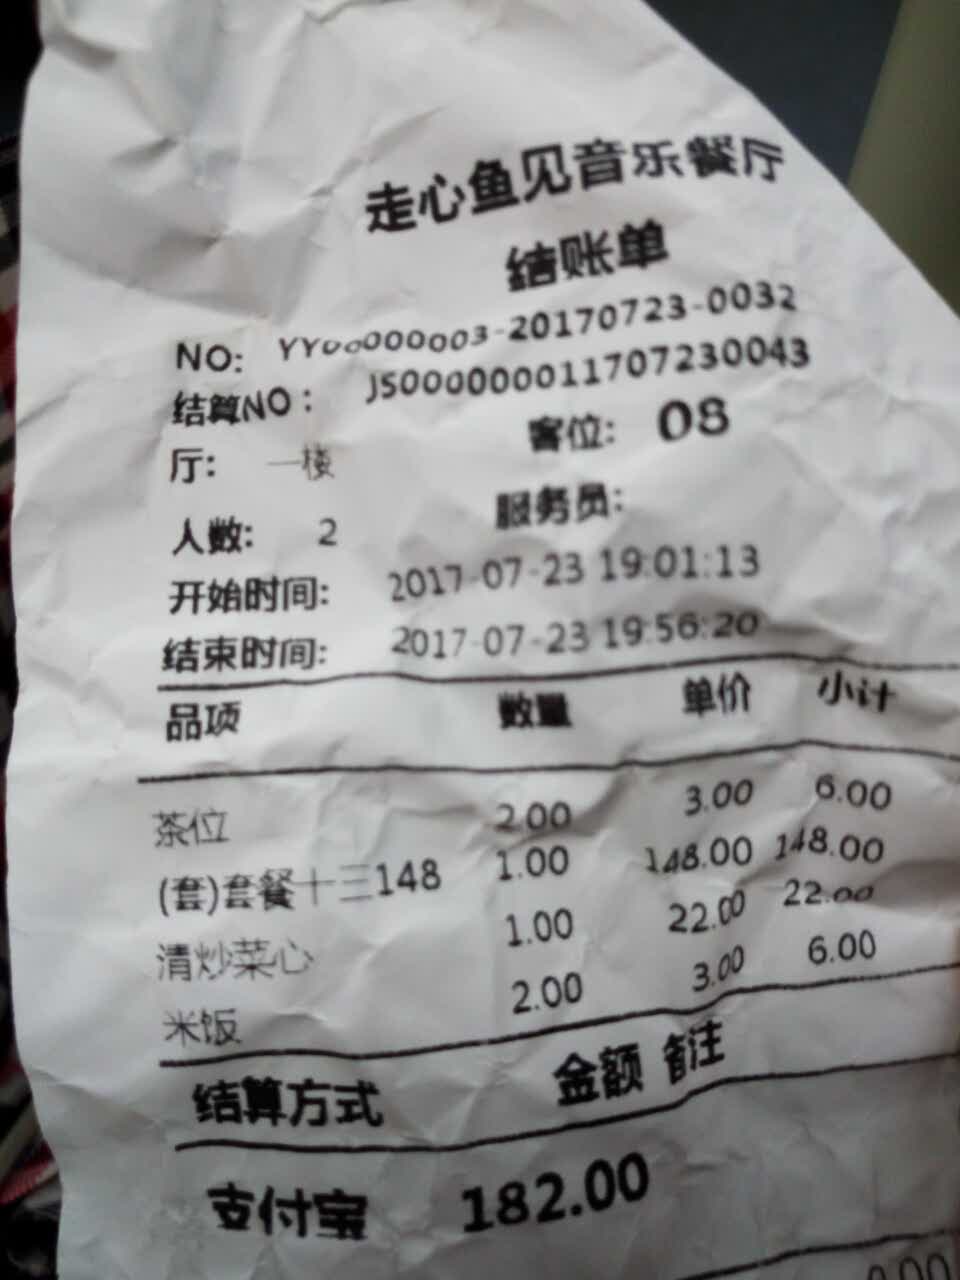 走心鱼见音乐餐厅
结账单
NO: YY00000003-20170723-0032
结算NO: JS0000000011707230043
厅: 一楼 客位: 08
人数: 2 服务员:
开始时间: 2017-07-23 19:01:13
结束时间: 2017-07-23 19:56:20
品项 数量 单价 小计
茶位 2.00 3.00 6.00
(套)套餐十三148 1.00 148.00 148.00
清炒菜心 1.00 22.00 22.00
米饭 2.00 3.00 6.00
结算方式 金额 备注
支付宝 182.00